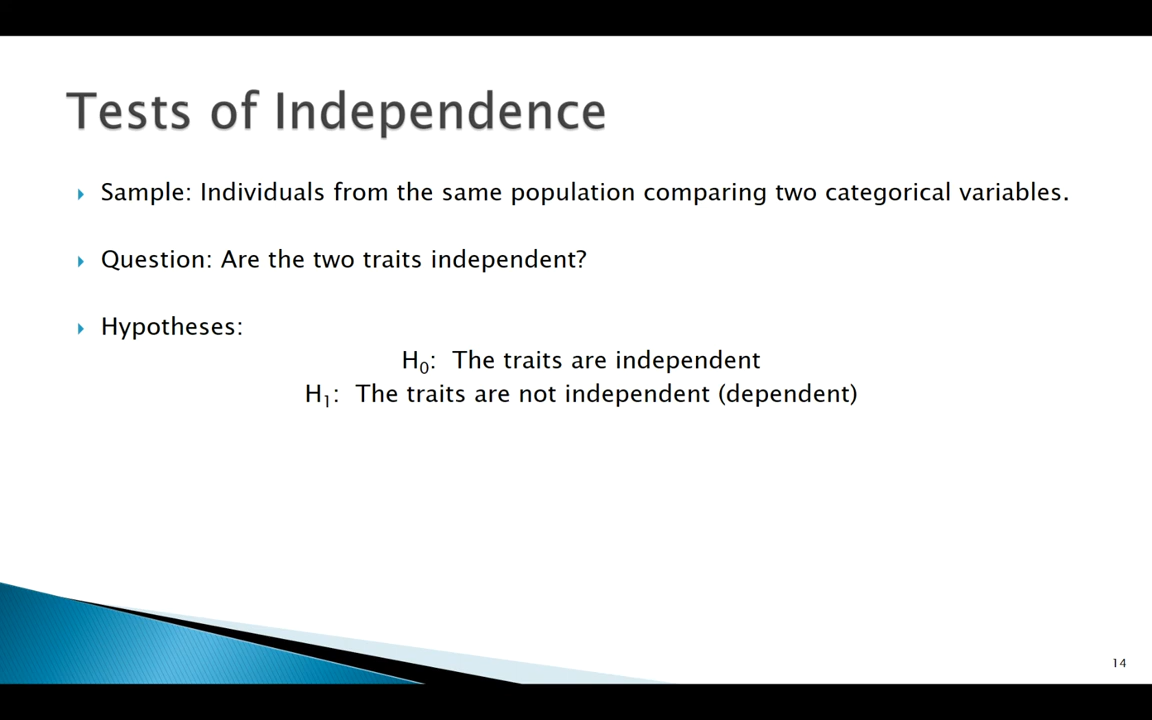 Tests of Independence
Sample: Individuals from the same population comparing two categorical variables.
Question: Are the two traits independent?
Hypotheses:
H₀: The traits are independent
H₁: The traits are not independent (dependent)
14